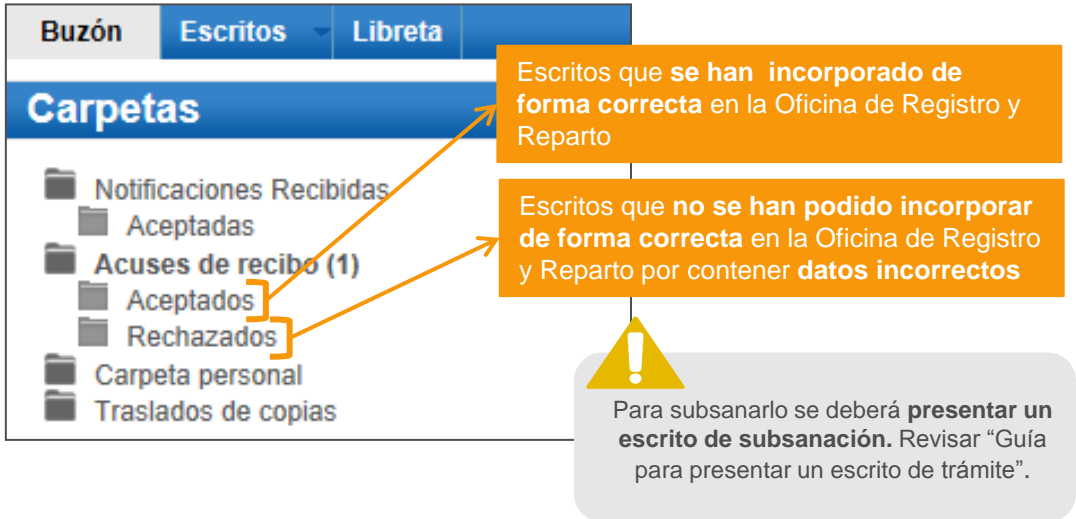 Buzón Escritos Libreta
Carpetas
Notificaciones Recibidas
Aceptadas
Acuses de recibo (1)
Aceptados
Rechazados
Carpeta personal
Traslados de copias
Escritos que se han incorporado de
forma correcta en la Oficina de Registro y
Reparto
Escritos que no se han podido incorporar
de forma correcta en la Oficina de Registro
y Reparto por contener datos incorrectos
Para subsanarlo se deberá presentar un
escrito de subsanación. Revisar “Guía
para presentar un escrito de trámite”.